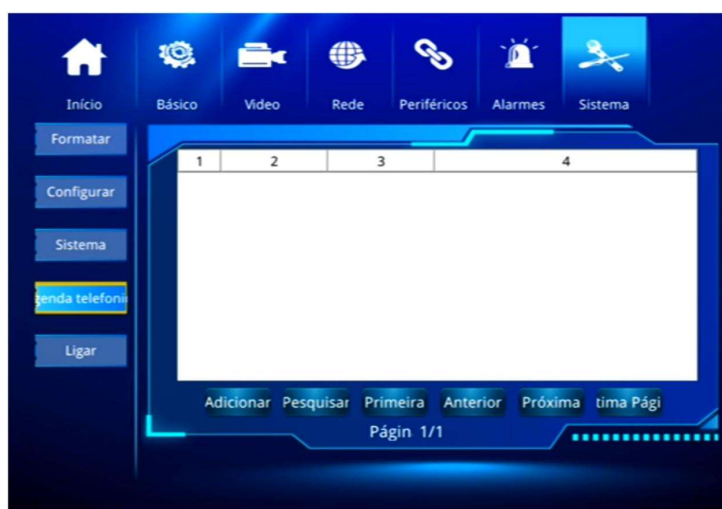 Início Básico Video Rede Periféricos Alarmes Sistema
Formatar
Configurar
Sistema
genda telefoni
Ligar
1 2 3 4
Adicionar Pesquisar Primeira Anterior Próxima tima Pági
Págin 1/1